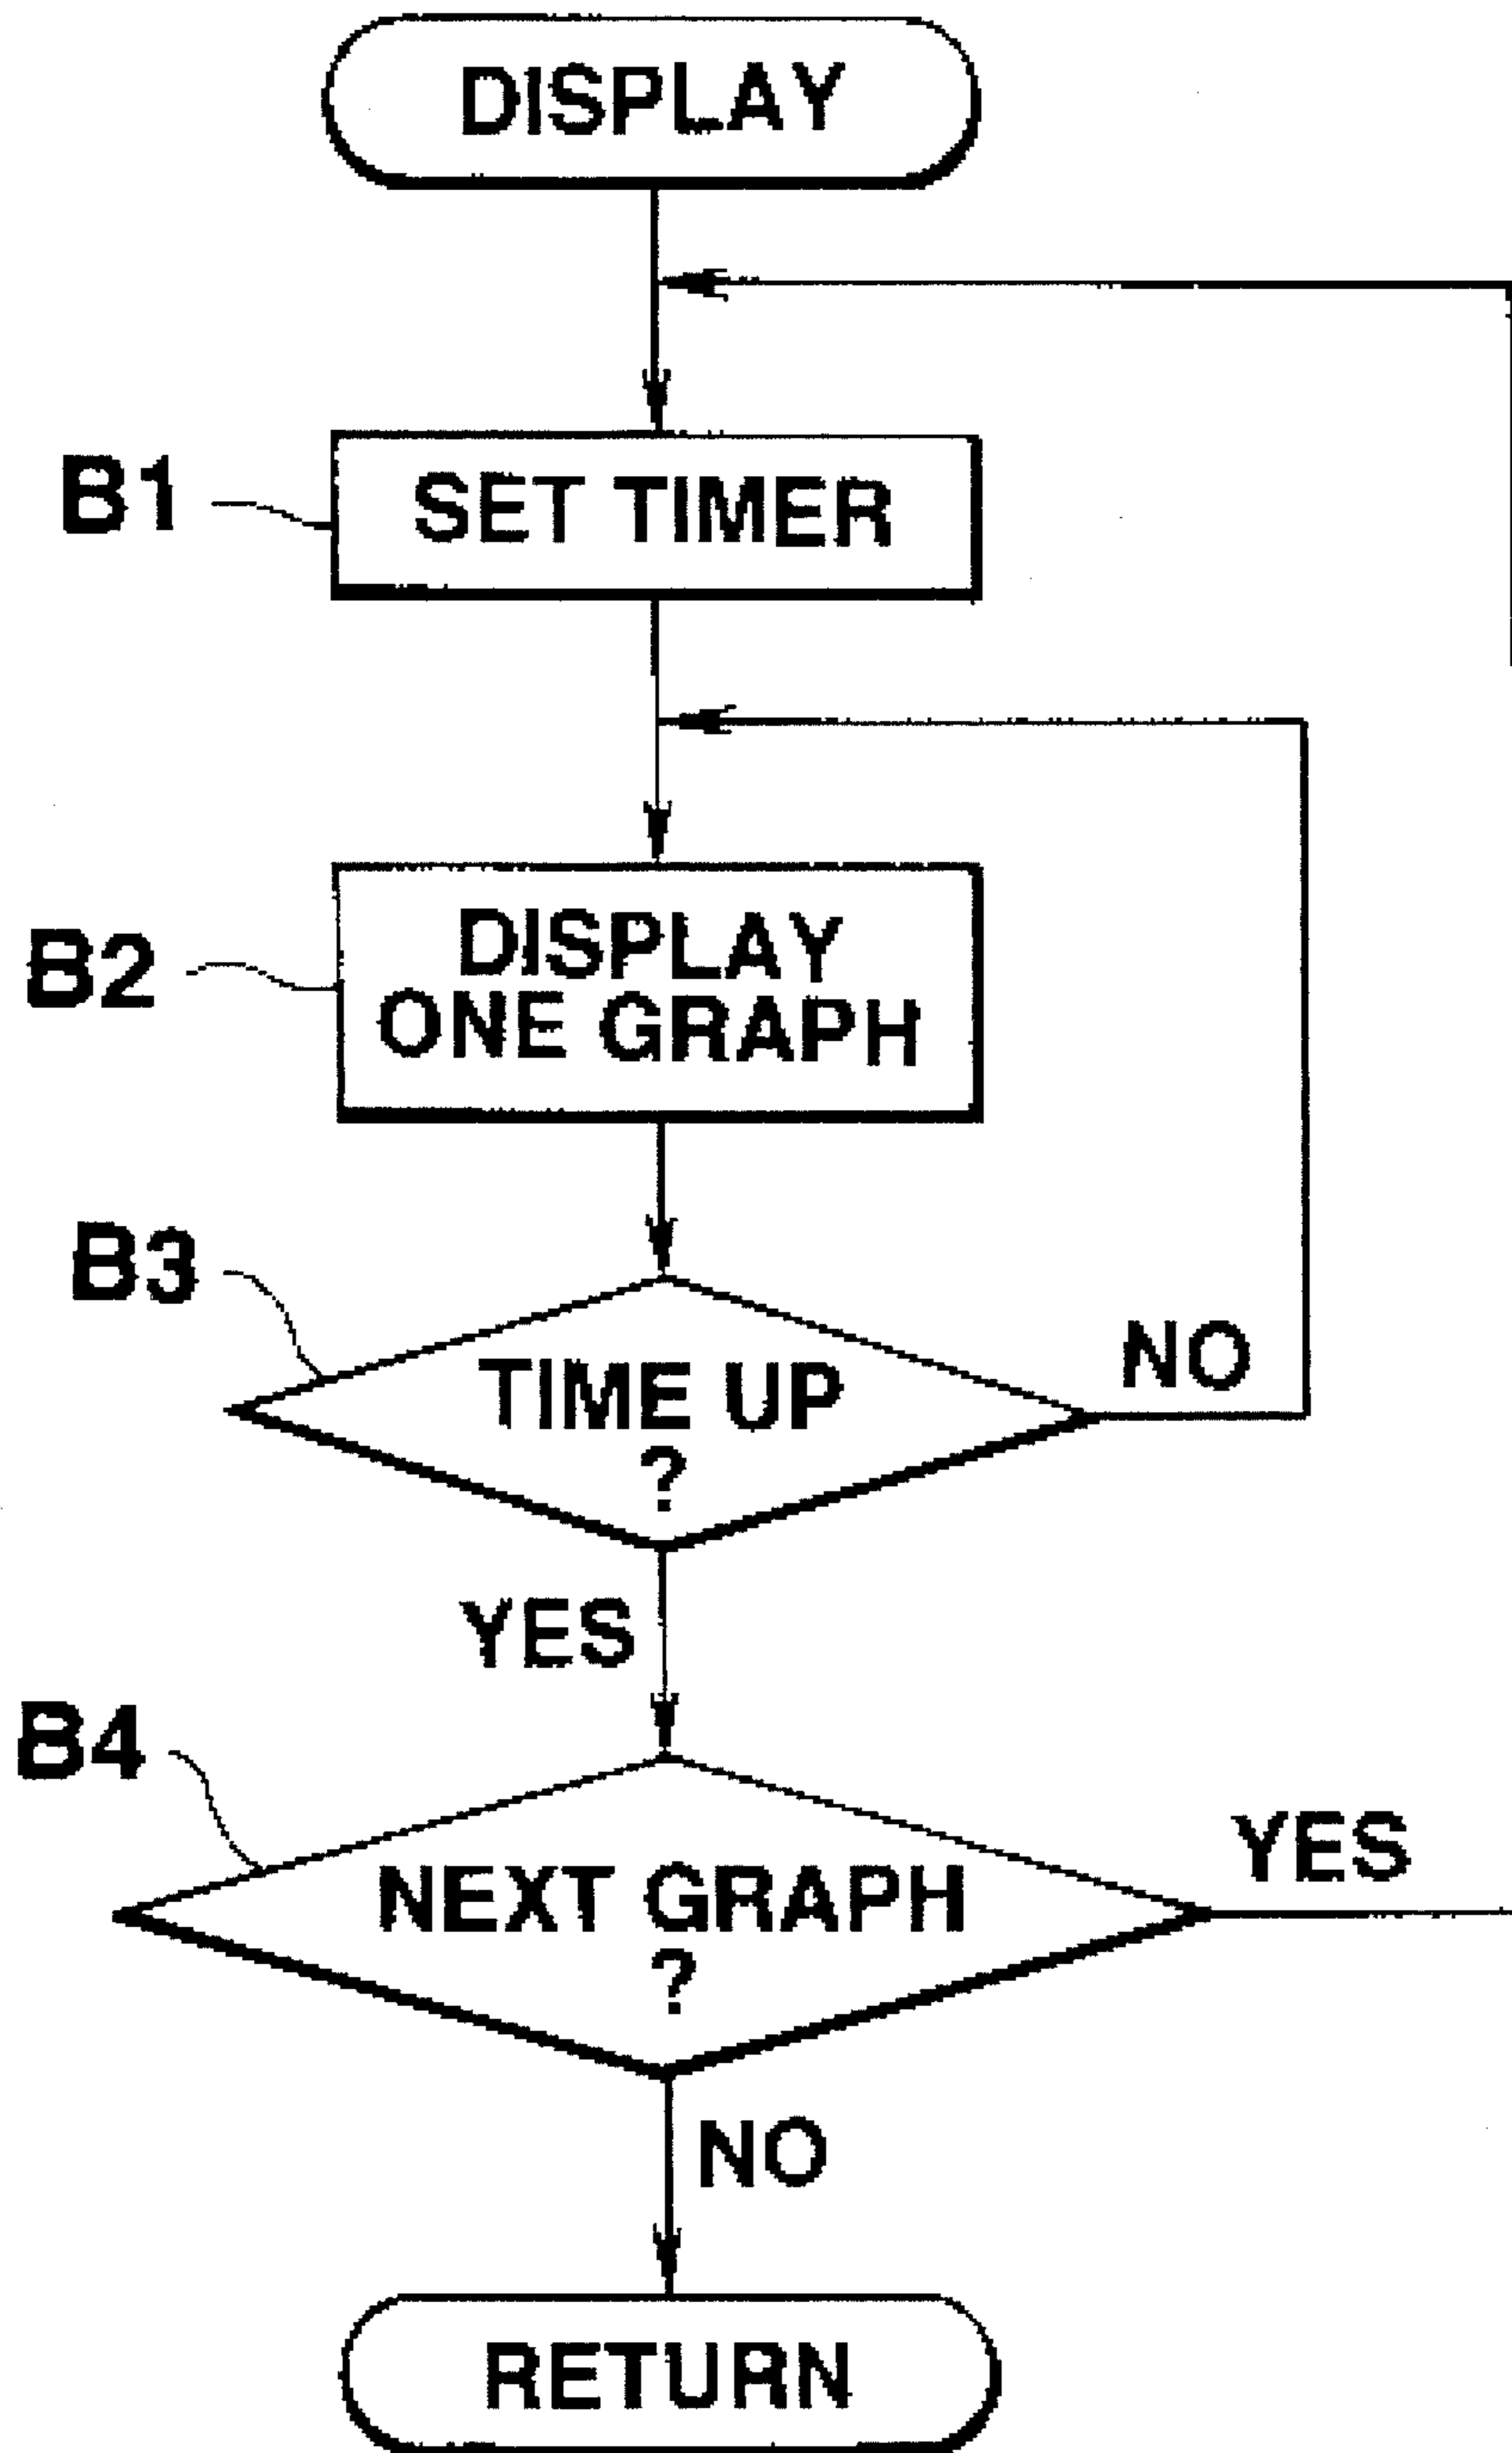 DISPLAY
B1
SET TIMER
B2
DISPLAY
ONE GRAPH
B3
TIME UP
?
NO
YES
B4
NEXT GRAPH
?
YES
NO
RETURN